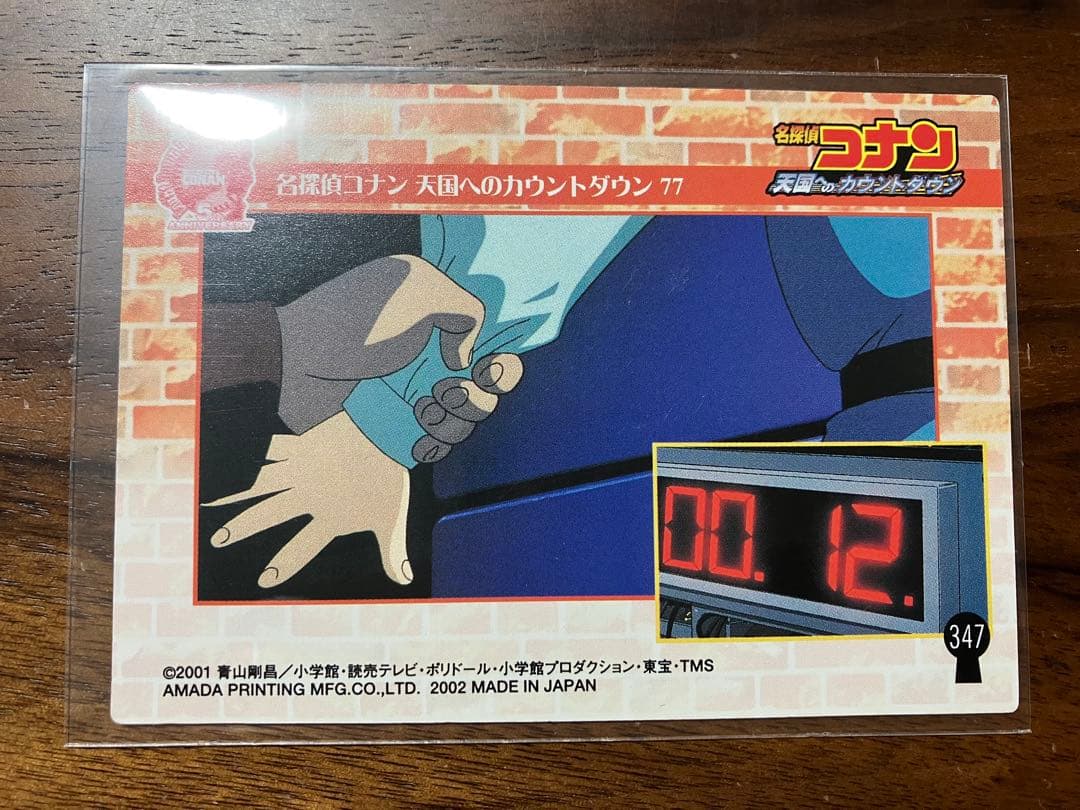 名探偵
コナン
天国へのカウントダウン
CONAN
5
ANNIVERSARY
名探偵コナン 天国へのカウントダウン 77
00.12.
347
©2001 青山剛昌／小学館・読売テレビ・ポリドール・小学館プロダクション・東宝・TMS
AMADA PRINTING MFG.CO.,LTD. 2002 MADE IN JAPAN